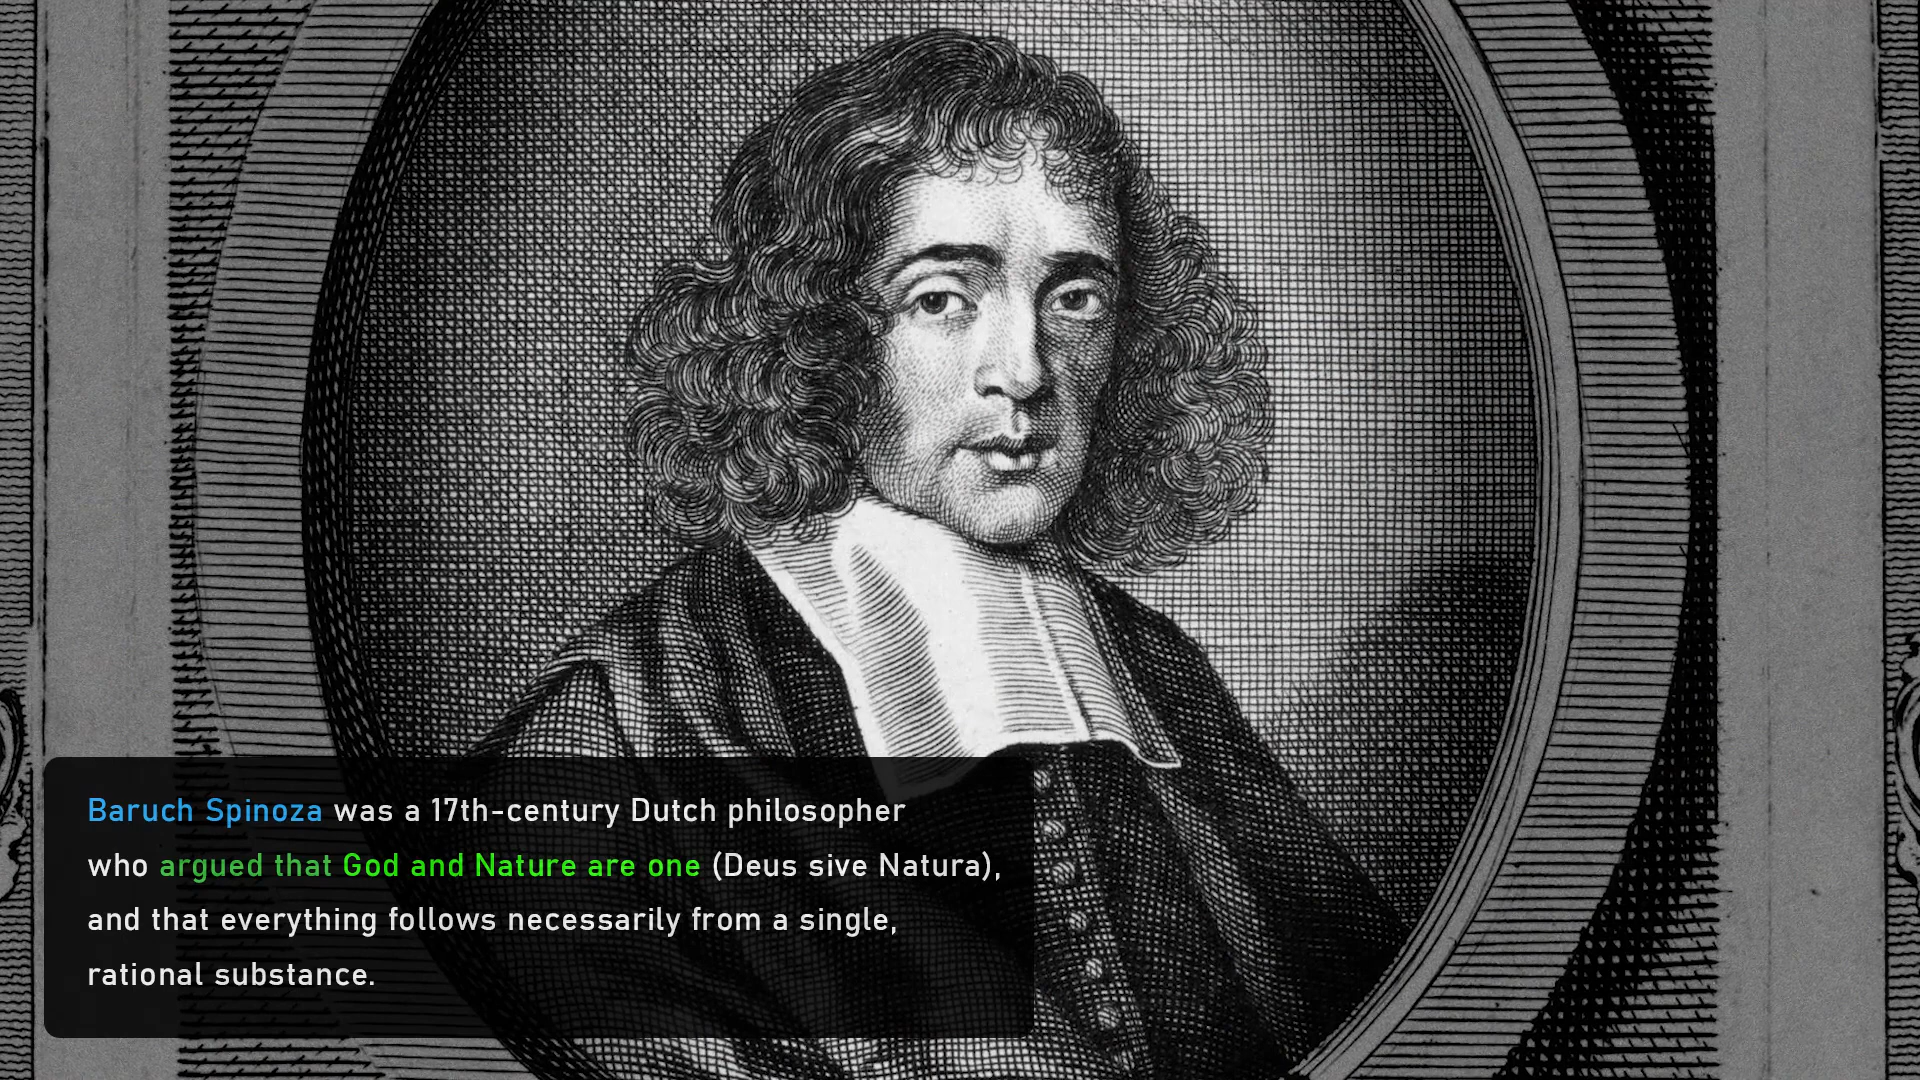 Baruch Spinoza was a 17th-century Dutch philosopher
who argued that God and Nature are one (Deus sive Natura),
and that everything follows necessarily from a single,
rational substance.